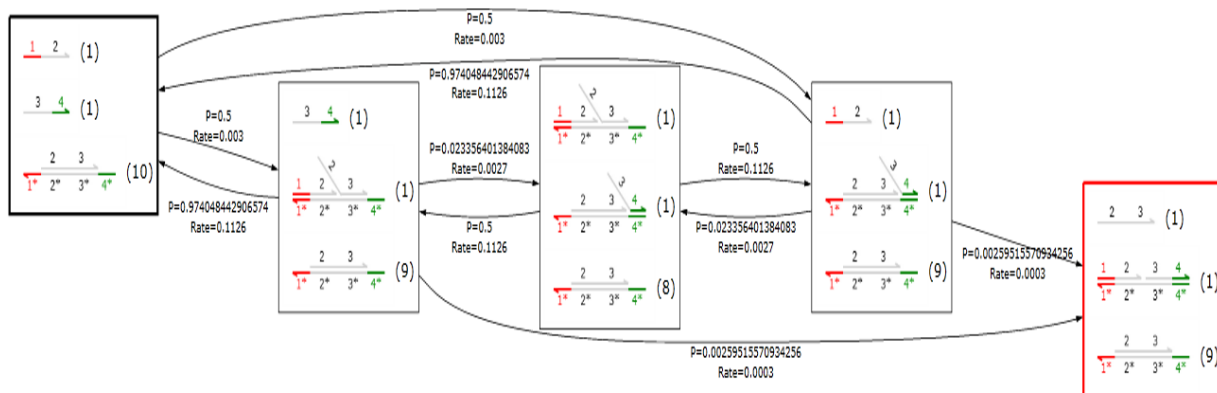 1 2 (1)
3 4 (1)
2 3
1* 2* 3* 4* (10)
P=0.5
Rate=0.003
P=0.974048442906574
Rate=0.1126
P=0.5
Rate=0.003
P=0.974048442906574
Rate=0.1126
3 4 (1)
2
1 2 3
1* 2* 3* 4* (1)
2 3
1* 2* 3* 4* (9)
P=0.023356401384083
Rate=0.0027
P=0.5
Rate=0.1126
2
1 2 3
1* 2* 3* 4* (1)
3
2 3 4
1* 2* 3* 4* (1)
2 3
1* 2* 3* 4* (8)
P=0.5
Rate=0.1126
P=0.023356401384083
Rate=0.0027
1 2 (1)
3
2 3 4
1* 2* 3* 4* (1)
2 3
1* 2* 3* 4* (9)
P=0.00259515570934256
Rate=0.0003
P=0.00259515570934256
Rate=0.0003
2 3 (1)
1 2 3 4
1* 2* 3* 4* (1)
2 3
1* 2* 3* 4* (9)